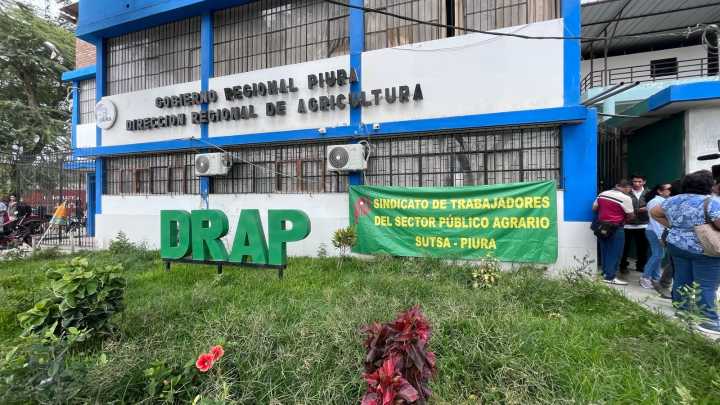 GOBIERNO REGIONAL PIURA
DIRECCION REGIONAL DE AGRICULTURA
DRAP
SINDICATO DE TRABAJADORES
DEL SECTOR PÚBLICO AGRARIO
SUTSA - PIURA